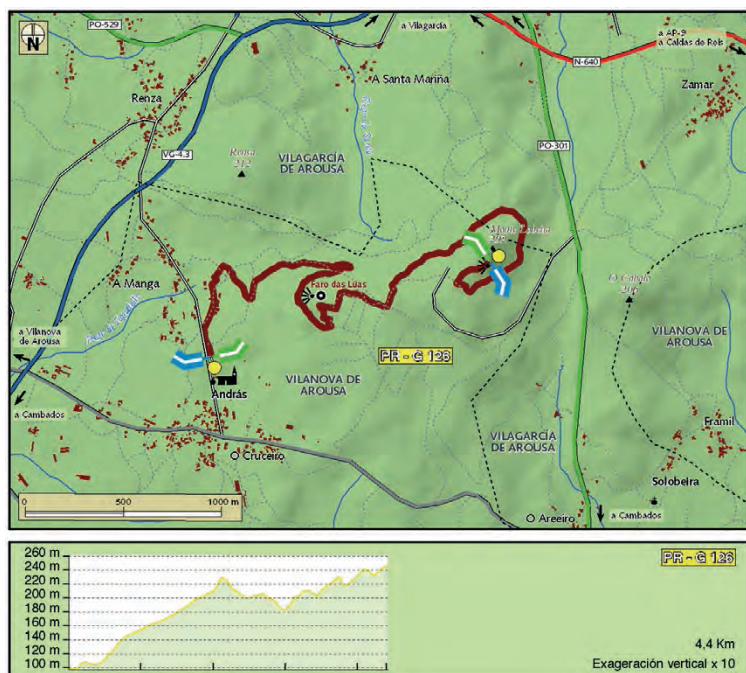 PO-529
a Vilagarcía
N
A Santa Mariña
N-640
a AP-9
a Caldas de Reis
Zamar
Renza
VG-4.3
PO-301
VILAGARCÍA
DE AROUSA
212
Monte Lobeira
A Manga
Faro das Lúas
a Vilanova
de Arousa
PR - G 126
VILANOVA DE
AROUSA
VILANOVA DE
AROUSA
András
a Cambados
O Cruceiro
VILAGARCÍA
DE AROUSA
Framil
Solobeira
0
500
1000 m
O Areeiro
a Cambados
260 m
240 m
220 m
200 m
180 m
160 m
140 m
120 m
100 m
PR - G 126
4,4 Km
Exageración vertical x 10